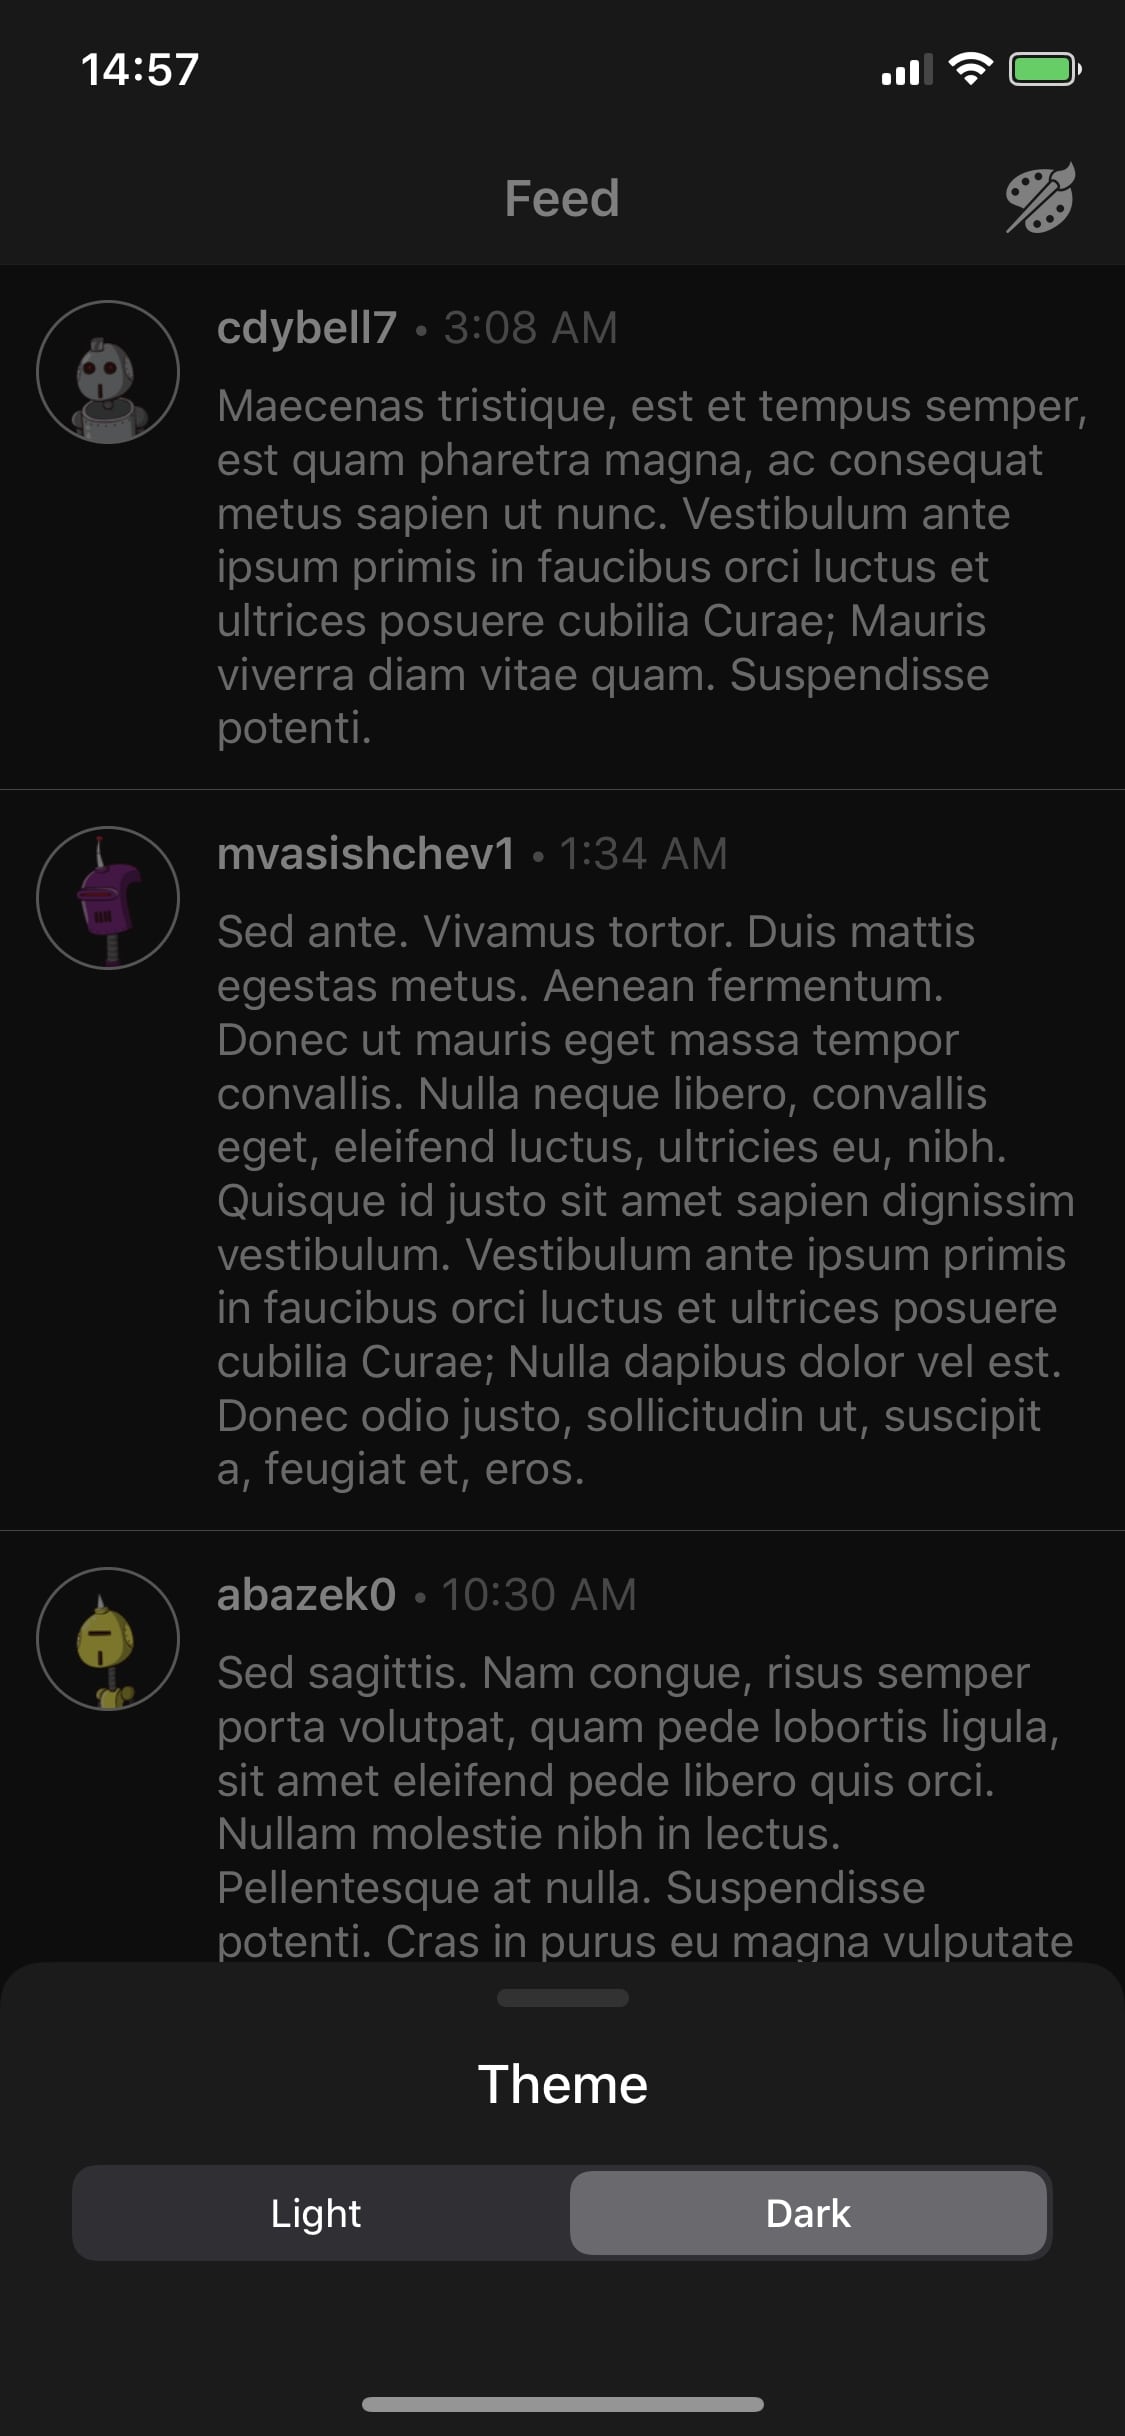 14:57
Feed
cdybell7 • 3:08 AM
Maecenas tristique, est et tempus semper,
est quam pharetra magna, ac consequat
metus sapien ut nunc. Vestibulum ante
ipsum primis in faucibus orci luctus et
ultrices posuere cubilia Curae; Mauris
viverra diam vitae quam. Suspendisse
potenti.
mvasishchev1 • 1:34 AM
Sed ante. Vivamus tortor. Duis mattis
egestas metus. Aenean fermentum.
Donec ut mauris eget massa tempor
convallis. Nulla neque libero, convallis
eget, eleifend luctus, ultricies eu, nibh.
Quisque id justo sit amet sapien dignissim
vestibulum. Vestibulum ante ipsum primis
in faucibus orci luctus et ultrices posuere
cubilia Curae; Nulla dapibus dolor vel est.
Donec odio justo, sollicitudin ut, suscipit
a, feugiat et, eros.
abazek0 • 10:30 AM
Sed sagittis. Nam congue, risus semper
porta volutpat, quam pede lobortis ligula,
sit amet eleifend pede libero quis orci.
Nullam molestie nibh in lectus.
Pellentesque at nulla. Suspendisse
potenti. Cras in purus eu magna vulputate
Theme
Light Dark